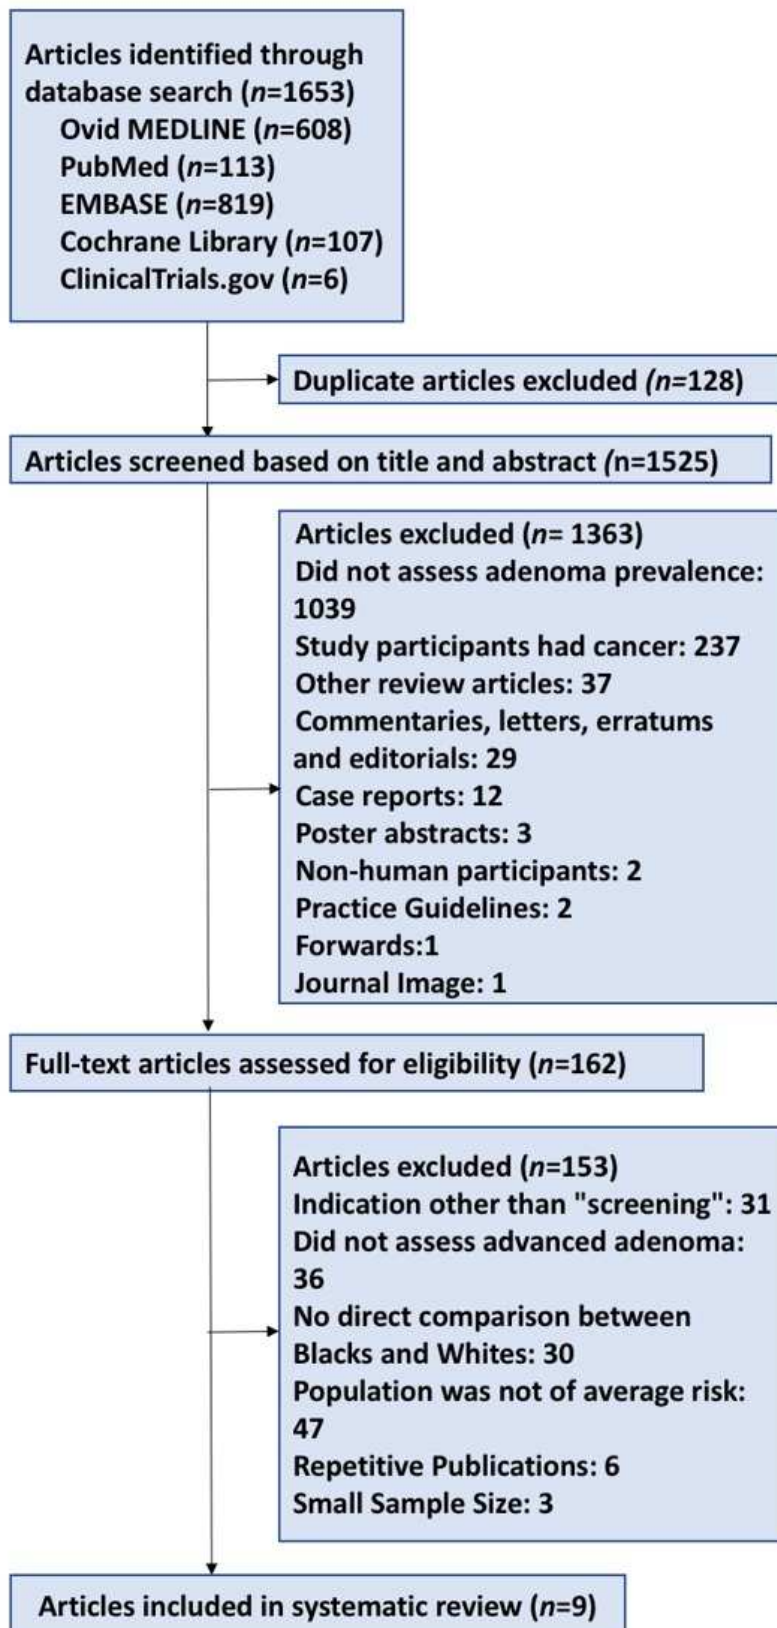 Articles identified through
database search (n=1653)
Ovid MEDLINE (n=608)
PubMed (n=113)
EMBASE (n=819)
Cochrane Library (n=107)
ClinicalTrials.gov (n=6)
Duplicate articles excluded (n=128)
Articles screened based on title and abstract (n=1525)
Articles excluded (n= 1363)
Did not assess adenoma prevalence:
1039
Study participants had cancer: 237
Other review articles: 37
Commentaries, letters, erratums
and editorials: 29
Case reports: 12
Poster abstracts: 3
Non-human participants: 2
Practice Guidelines: 2
Forwards:1
Journal Image: 1
Full-text articles assessed for eligibility (n=162)
Articles excluded (n=153)
Indication other than "screening": 31
Did not assess advanced adenoma:
36
No direct comparison between
Blacks and Whites: 30
Population was not of average risk:
47
Repetitive Publications: 6
Small Sample Size: 3
Articles included in systematic review (n=9)